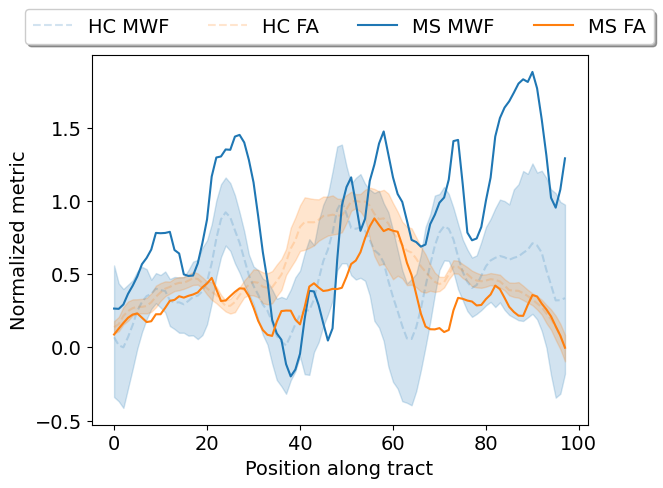 HC MWF HC FA MS MWF MS FA
1.5
1.0
0.5
0.0
−0.5
Normalized metric
0 20 40 60 80 100
Position along tract